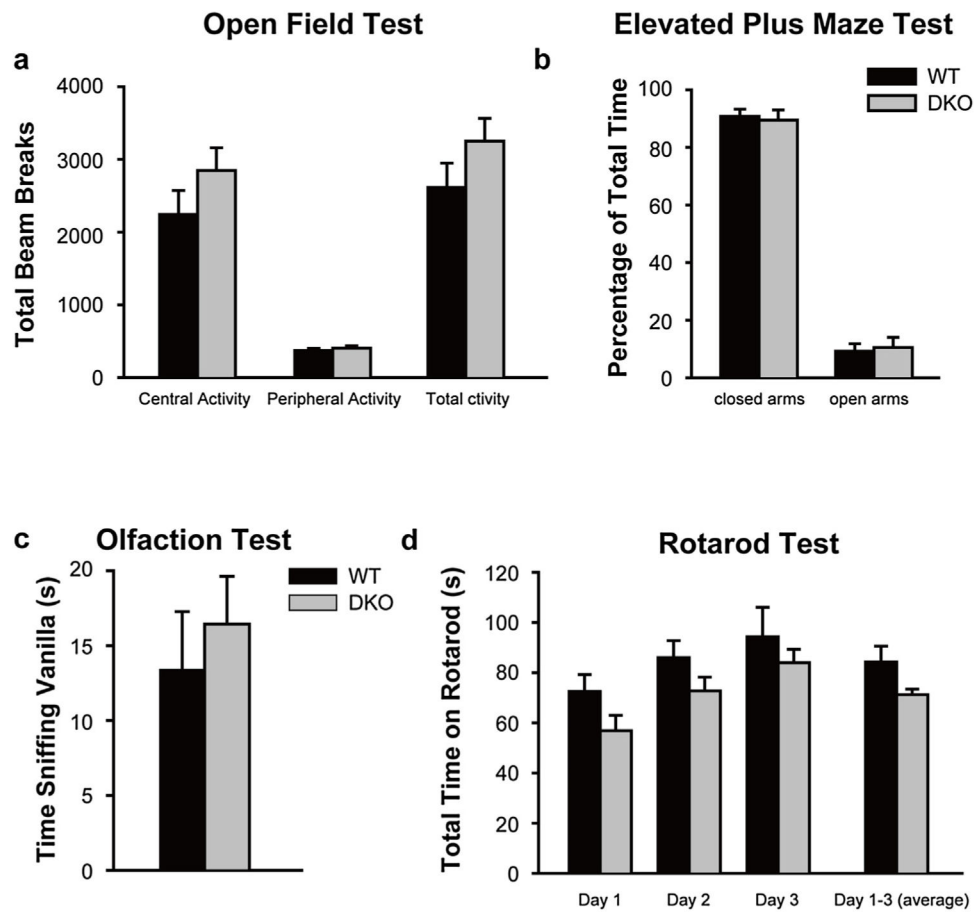 Open Field Test
Elevated Plus Maze Test
a
b
4000
3000
2000
1000
0
Total Beam Breaks
Central Activity
Peripheral Activity
Total ctivity
100
80
60
40
20
0
Percentage of Total Time
WT
DKO
closed arms
open arms
c
Olfaction Test
d
Rotarod Test
20
15
10
5
0
Time Sniffing Vanilla (s)
WT
DKO
120
100
80
60
40
20
0
Total Time on Rotarod (s)
Day 1
Day 2
Day 3
Day 1-3 (average)